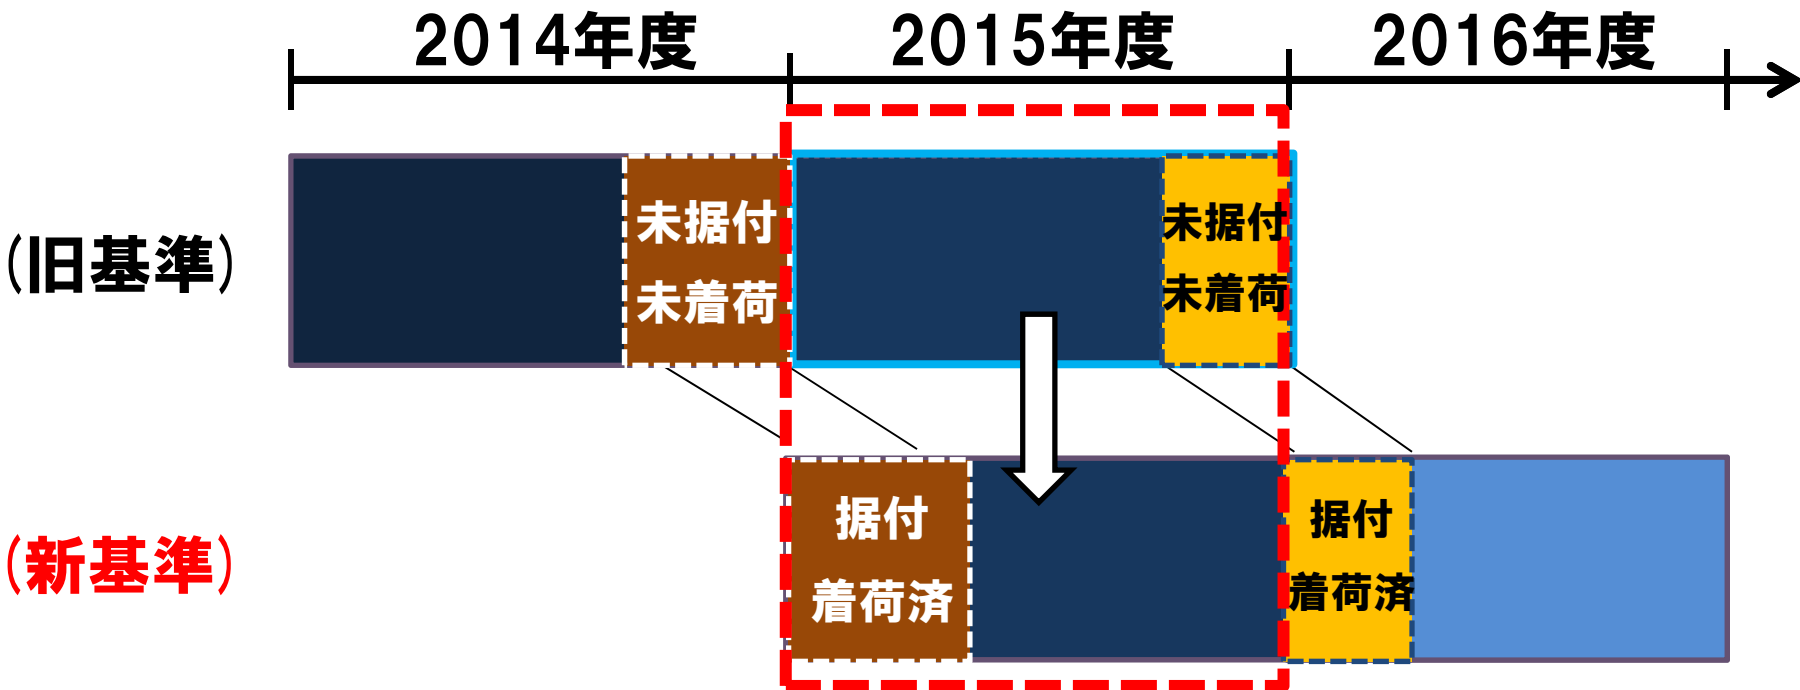 2014年度 2015年度 2016年度
(旧基準)
未据付
未着荷
未据付
未着荷
(新基準)
据付
着荷済
据付
着荷済